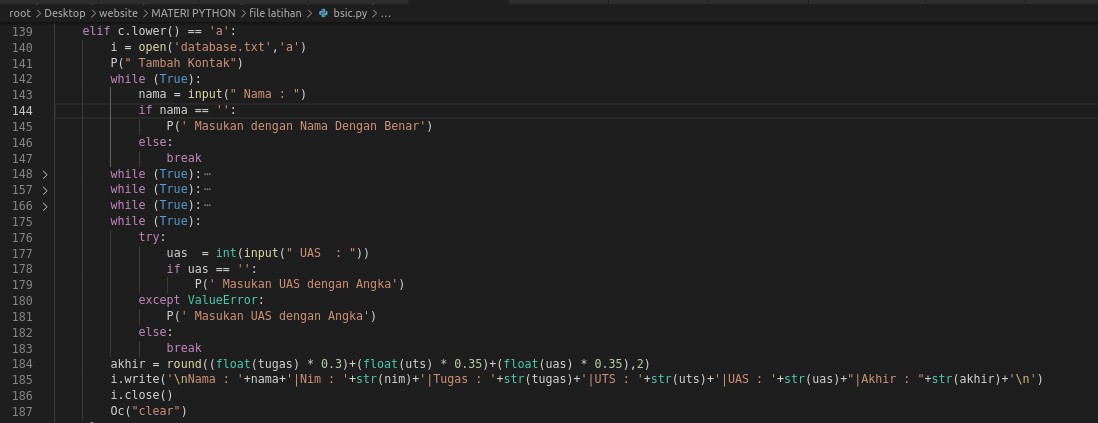 root > Desktop > website > MATERI PYTHON > file latihan > bsic.py > ...
139 elif c.lower() == 'a':
140 i = open('database.txt','a')
141 P(" Tambah Kontak")
142 while (True):
143 nama = input(" Nama : ")
144 if nama == '':
145 P(' Masukan dengan Nama Dengan Benar')
146 else:
147 break
148 > while (True):⋯
157 > while (True):⋯
166 > while (True):⋯
175 while (True):
176 try:
177 uas  = int(input(" UAS  : "))
178 if uas == '':
179 P(' Masukan UAS dengan Angka')
180 except ValueError:
181 P(' Masukan UAS dengan Angka')
182 else:
183 break
184 akhir = round((float(tugas) * 0.3)+(float(uts) * 0.35)+(float(uas) * 0.35),2)
185 i.write('\nNama : '+nama+'|Nim : '+str(nim)+'|Tugas : '+str(tugas)+'|UTS : '+str(uts)+'|UAS : '+str(uas)+"|Akhir : "+str(akhir)+'\n')
186 i.close()
187 Oc("clear")